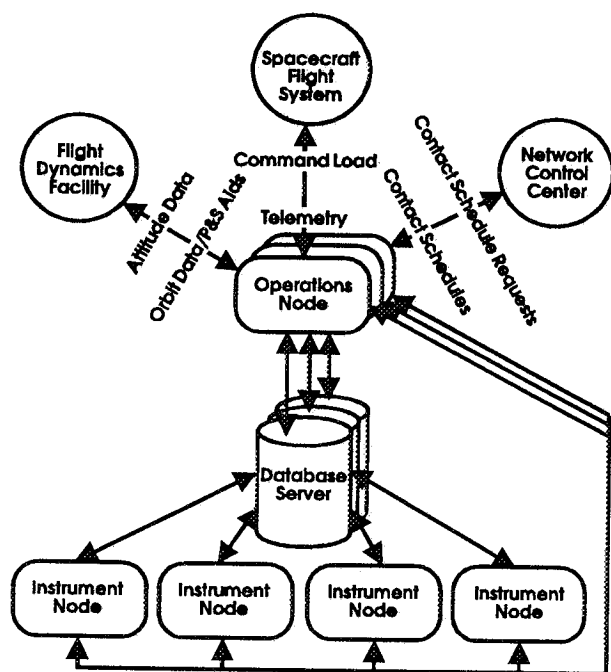 Spacecraft
Flight
System
Flight
Dynamics
Facility
Network
Control
Center
Attitude Data
Orbit Data/P&S Aids
Command Load
Telemetry
Contact Schedules
Contact Schedule Requests
Operations
Node
Database
Server
Instrument
Node
Instrument
Node
Instrument
Node
Instrument
Node